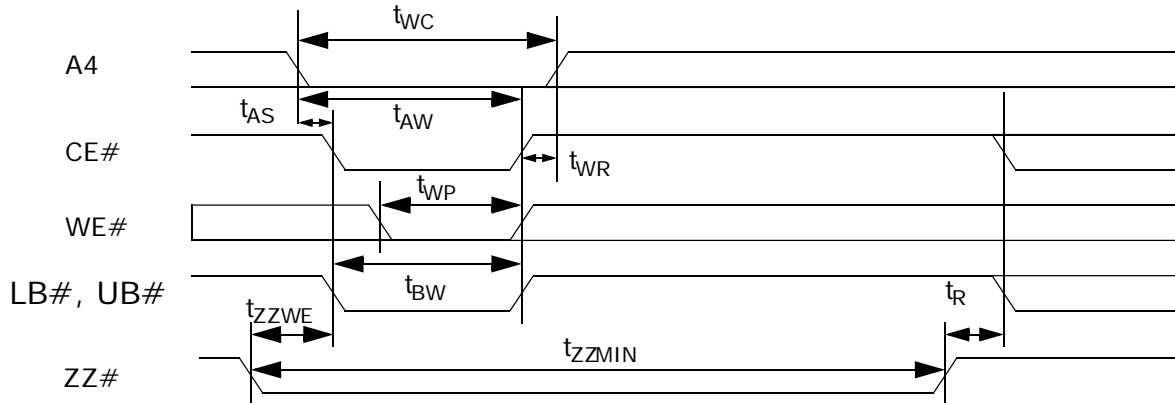 tWC
A4
tAS
tAW
CE#
tWR
tWP
WE#
tBW
LB#, UB#
tR
tZZWE
tZZMIN
ZZ#